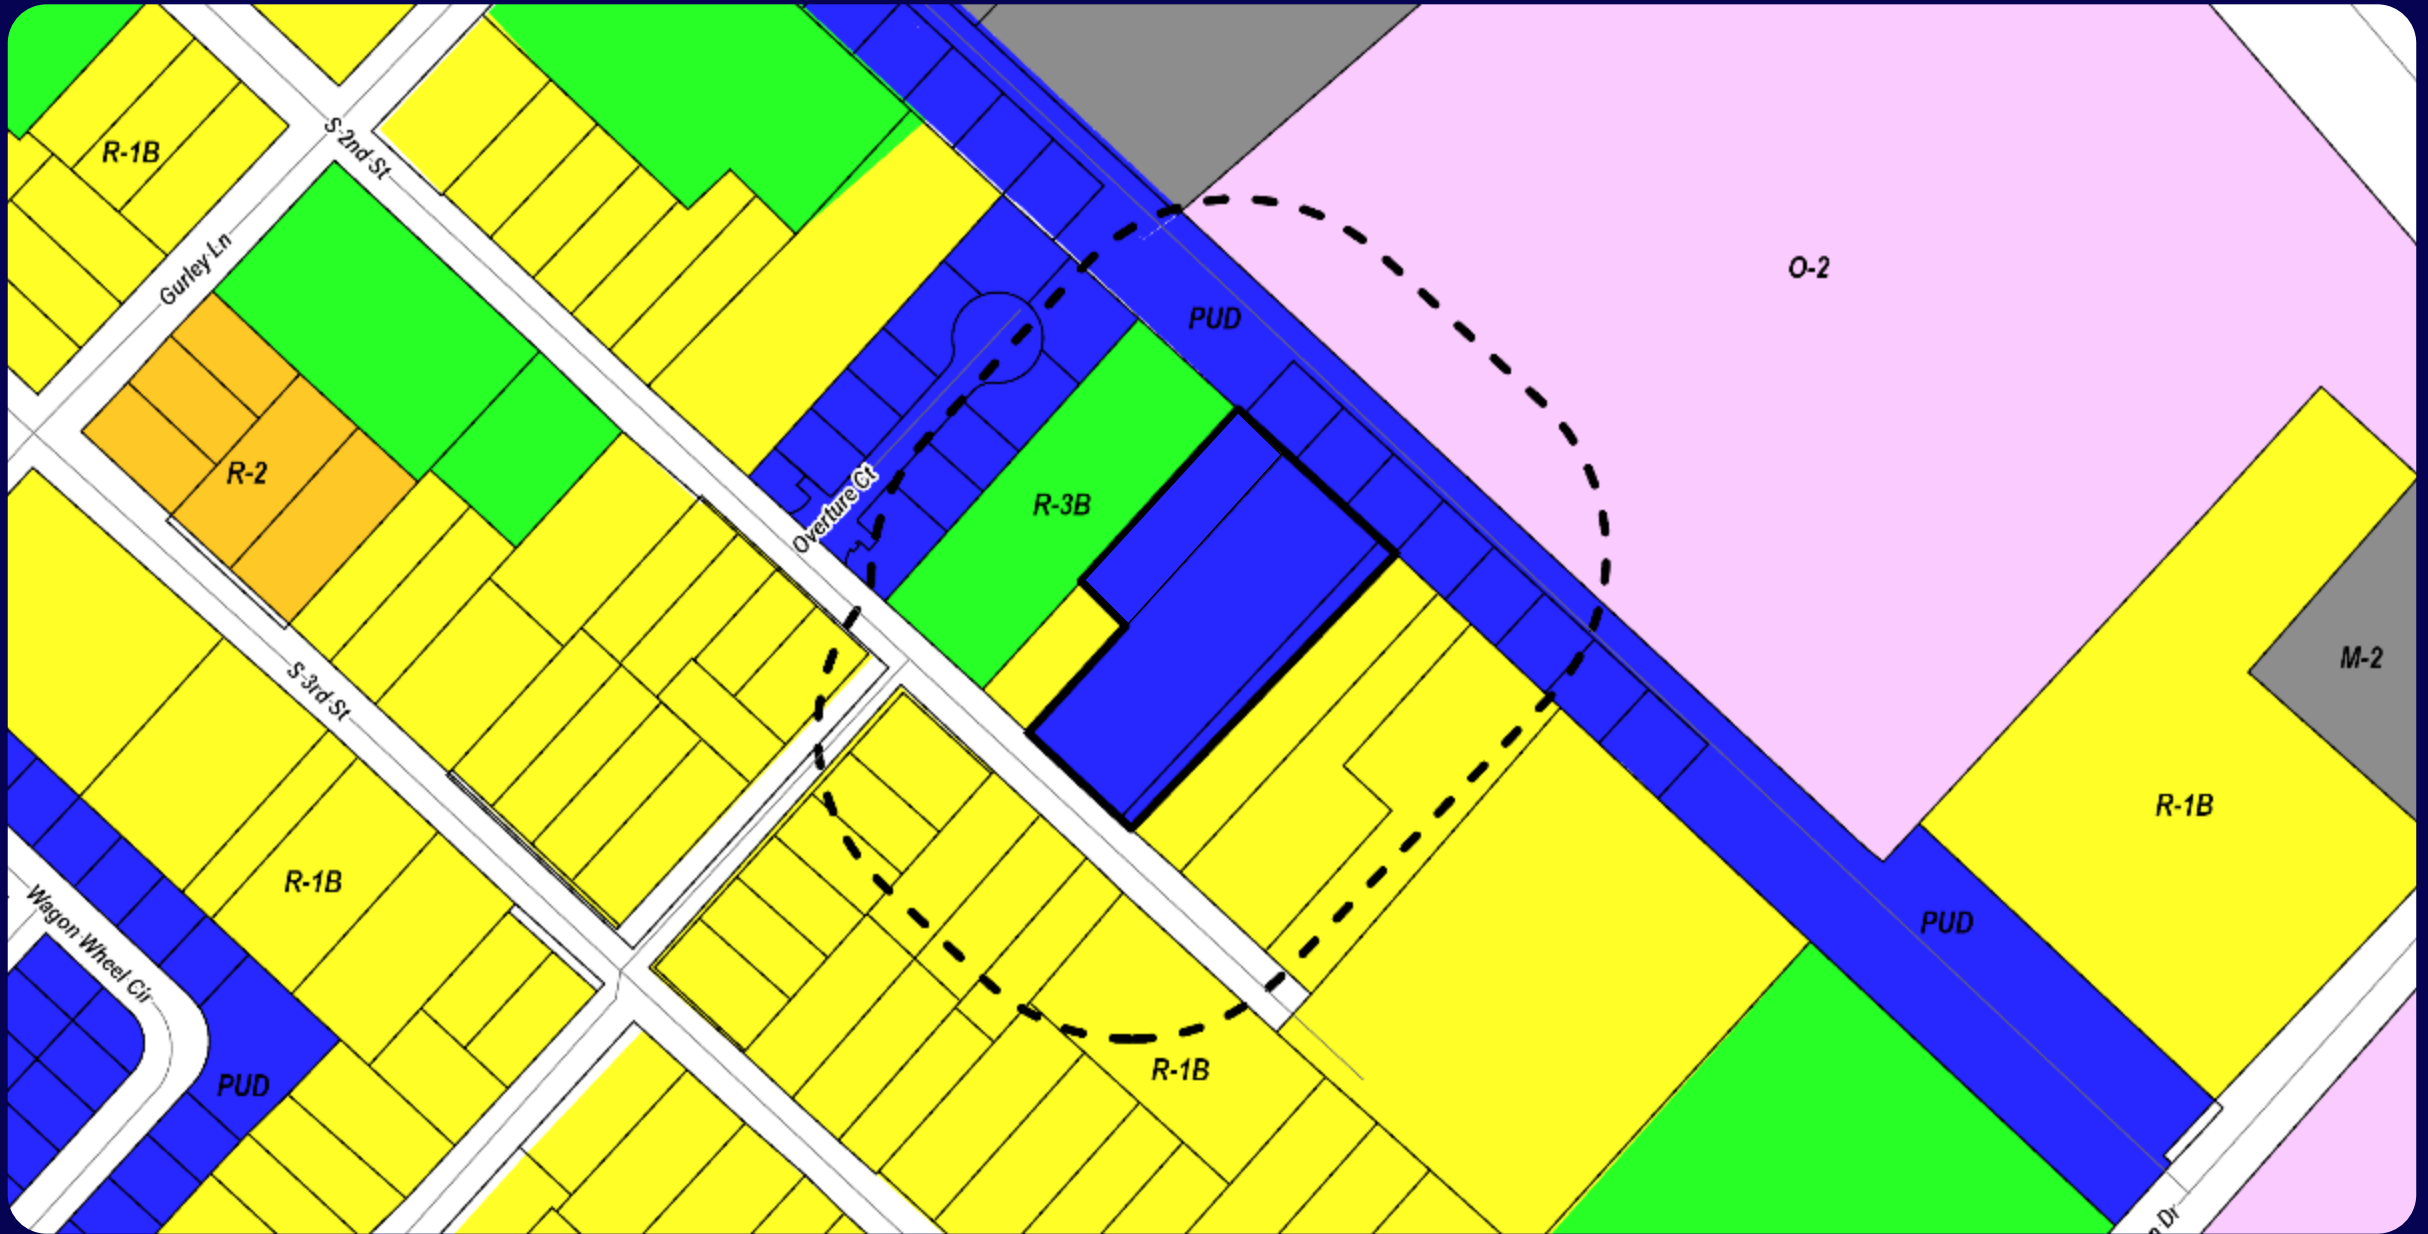 R-1B
S 2nd St
Gurley Ln
O-2
PUD
R-2
Overture Ct
R-3B
S 3rd St
M-2
R-1B
R-1B
Wagon Wheel Cir
PUD
PUD
R-1B
Dr